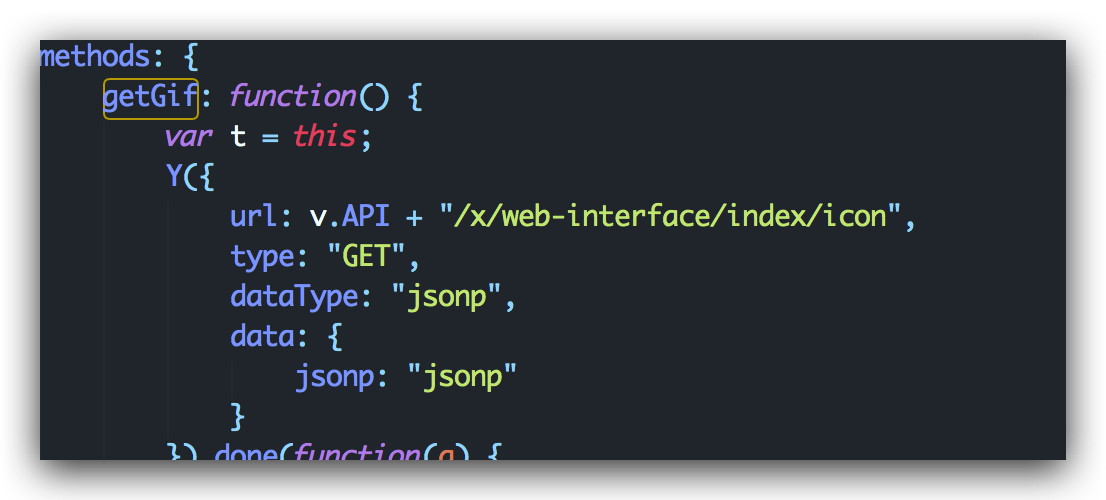 methods: {
    getGif: function() {
        var t = this;
        Y({
            url: v.API + "/x/web-interface/index/icon",
            type: "GET",
            dataType: "jsonp",
            data: {
                jsonp: "jsonp"
            }
        }).done(function(a) {